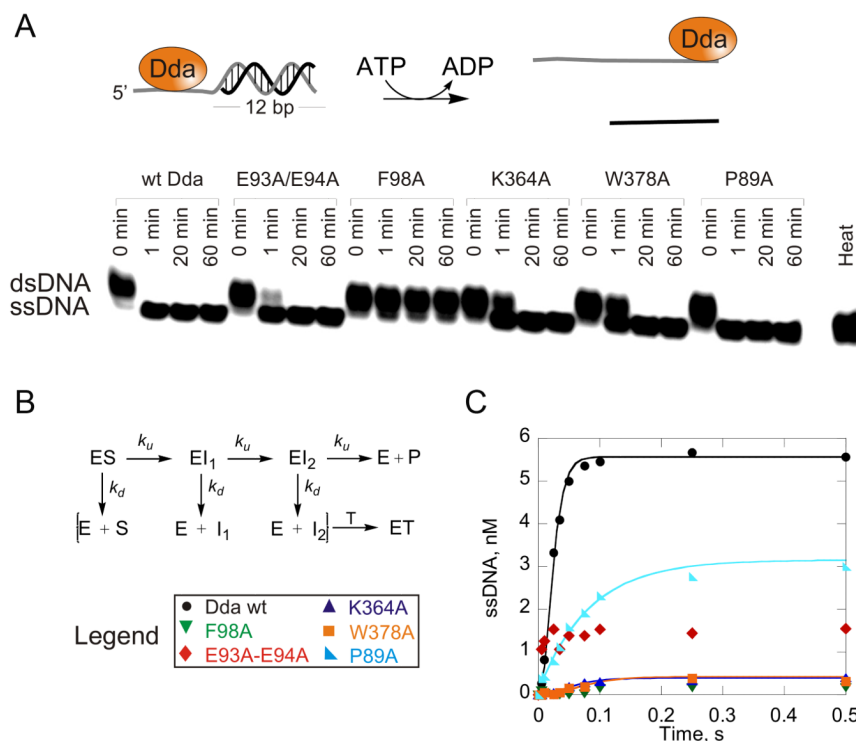 A
Dda
5'
12 bp
ATP
ADP
Dda
wt Dda
E93A/E94A
F98A
K364A
W378A
P89A
0 min
1 min
20 min
60 min
0 min
1 min
20 min
60 min
0 min
1 min
20 min
60 min
0 min
1 min
20 min
60 min
0 min
1 min
20 min
60 min
0 min
1 min
20 min
60 min
Heat
dsDNA
ssDNA
B
ku ku ku
ES EI1 EI2 E + P
kd kd kd
{E + S E + I1 E + I2} T ET
Legend
Dda wt K364A
F98A W378A
E93A-E94A P89A
C
ssDNA, nM
6
5
4
3
2
1
0
0 0.1 0.2 0.3 0.4 0.5
Time, s